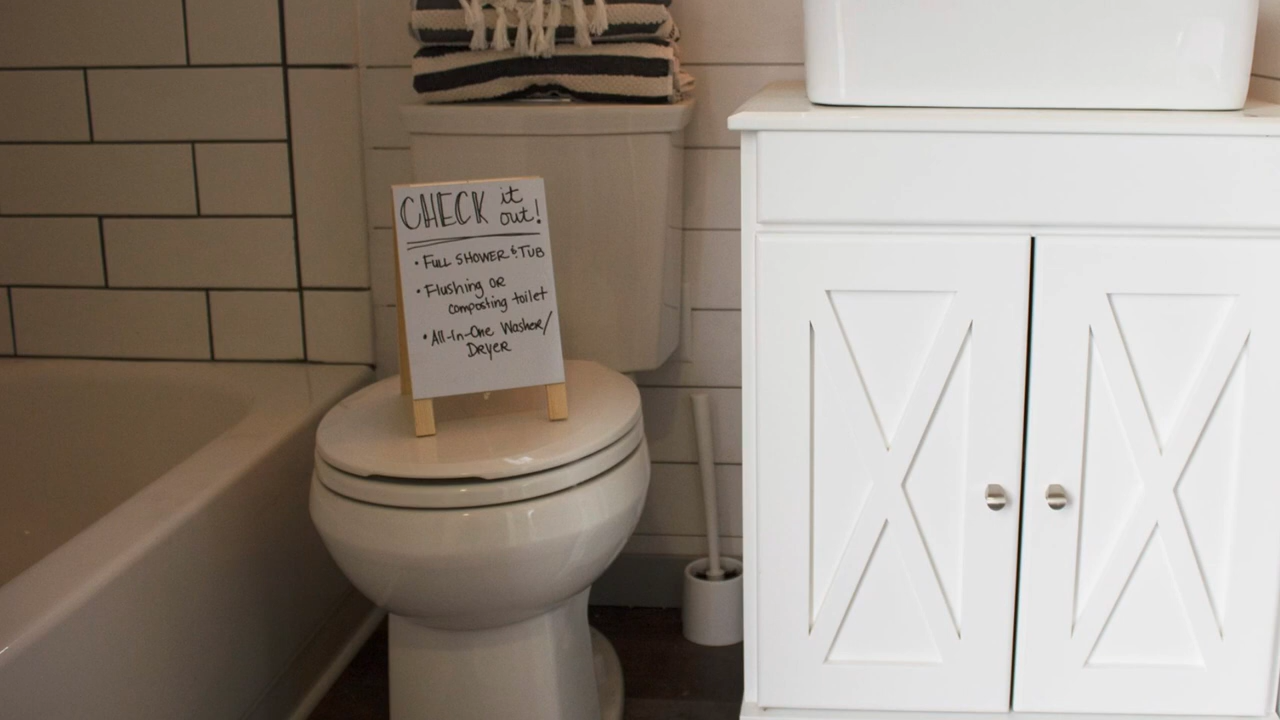 CHECK it
out!
• FULL SHOWER & TUB
• Flushing OR
composting toilet
• All-In-One Washer/
Dryer